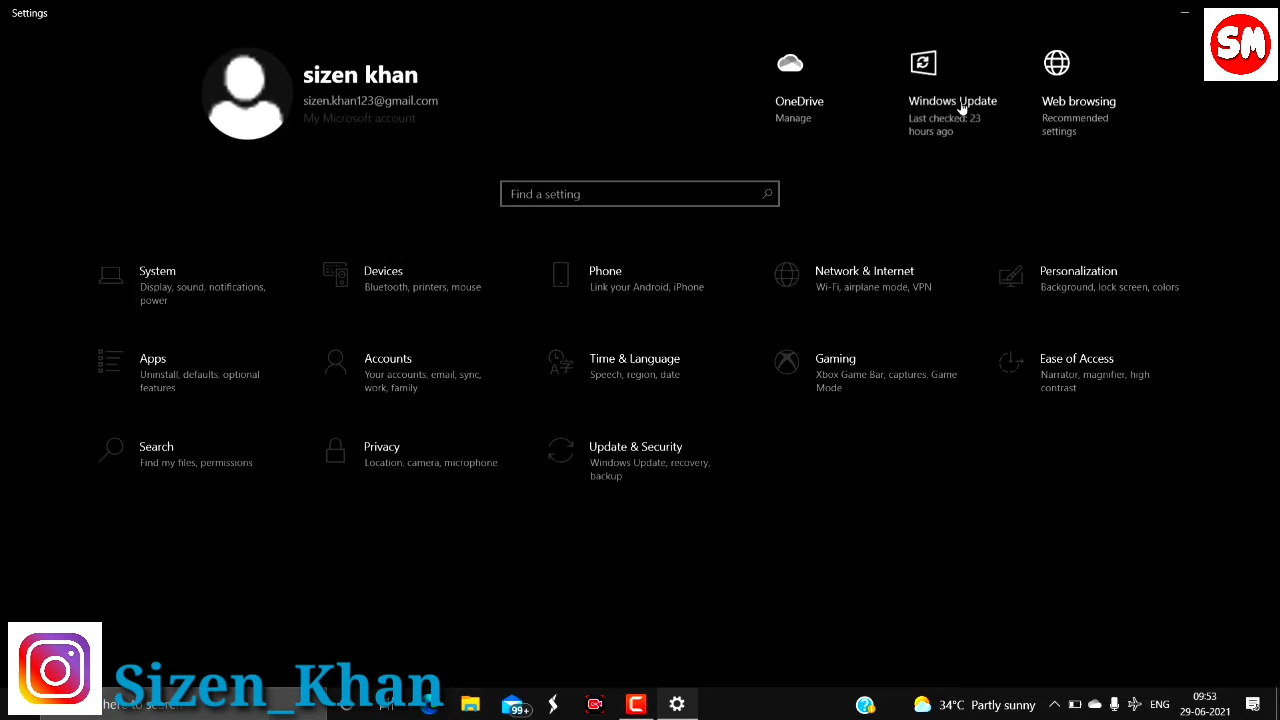 Settings
SM
sizen khan
sizen.khan123@gmail.com
My Microsoft account
OneDrive
Manage
Windows Update
Last checked: 23
hours ago
Web browsing
Recommended
settings
Find a setting
System
Display, sound, notifications,
power
Devices
Bluetooth, printers, mouse
Phone
Link your Android, iPhone
Network & Internet
Wi-Fi, airplane mode, VPN
Personalization
Background, lock screen, colors
Apps
Uninstall, defaults, optional
features
Accounts
Your accounts, email, sync,
work, family
Time & Language
Speech, region, date
Gaming
Xbox Game Bar, captures, Game
Mode
Ease of Access
Narrator, magnifier, high
contrast
Search
Find my files, permissions
Privacy
Location, camera, microphone
Update & Security
Windows Update, recovery,
backup
Sizen_Khan
here to search
99+
34°C Partly sunny
ENG
09:53
29-06-2021